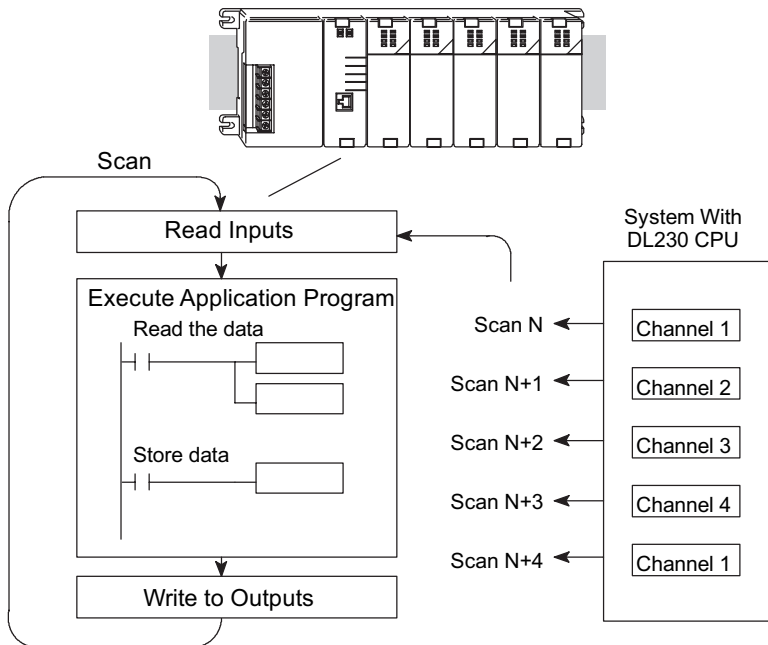 Scan
Read Inputs
Execute Application Program
Read the data
Store data
Write to Outputs
System With
DL230 CPU
Scan N
Channel 1
Scan N+1
Channel 2
Scan N+2
Channel 3
Scan N+3
Channel 4
Scan N+4
Channel 1